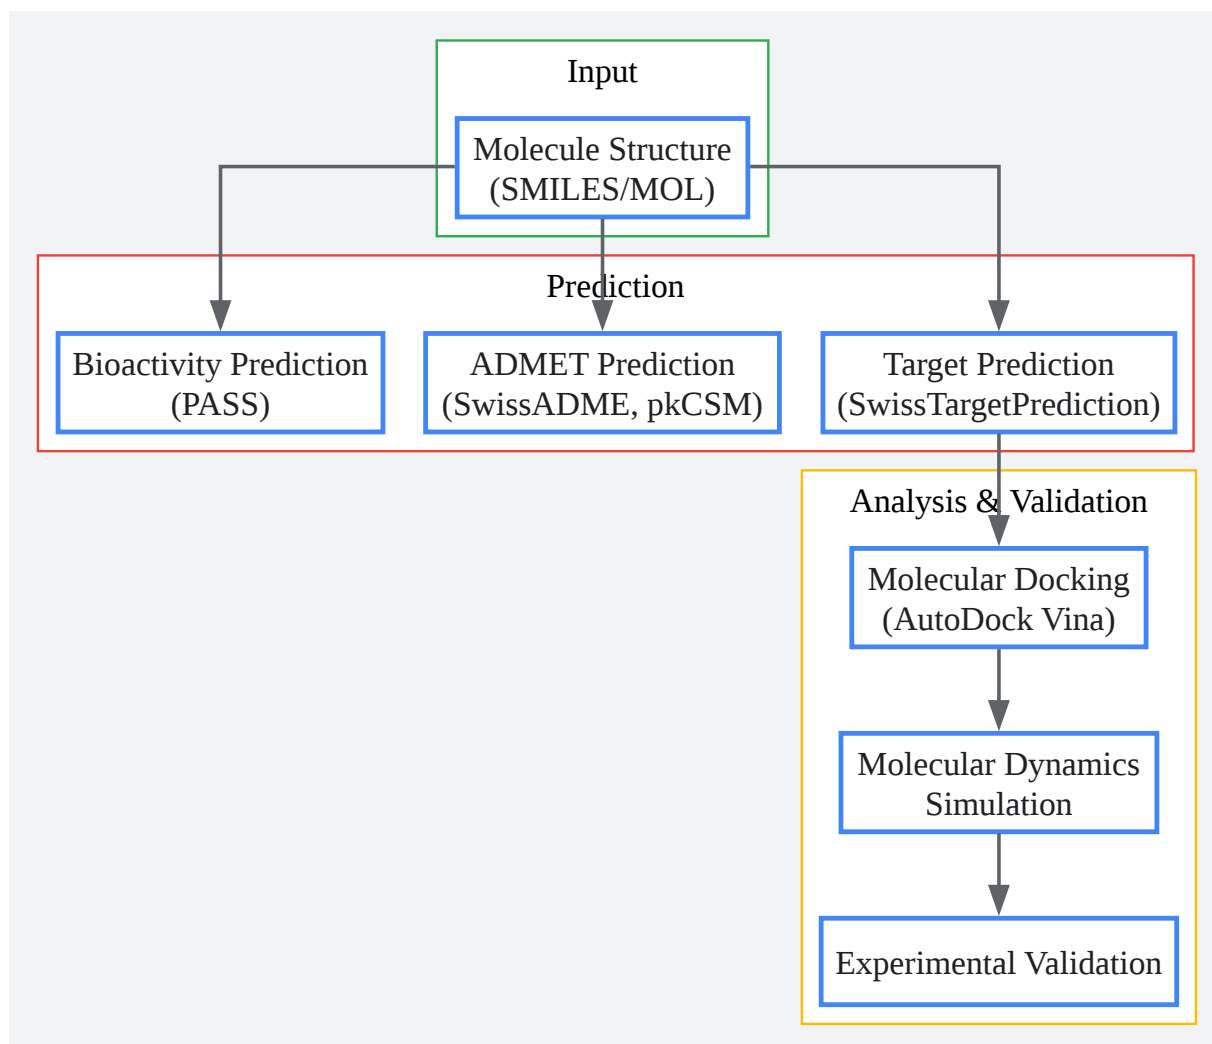 Input
Molecule Structure
(SMILES/MOL)
Prediction
Bioactivity Prediction
(PASS)
ADMET Prediction
(SwissADME, pkCSM)
Target Prediction
(SwissTargetPrediction)
Analysis & Validation
Molecular Docking
(AutoDock Vina)
Molecular Dynamics
Simulation
Experimental Validation